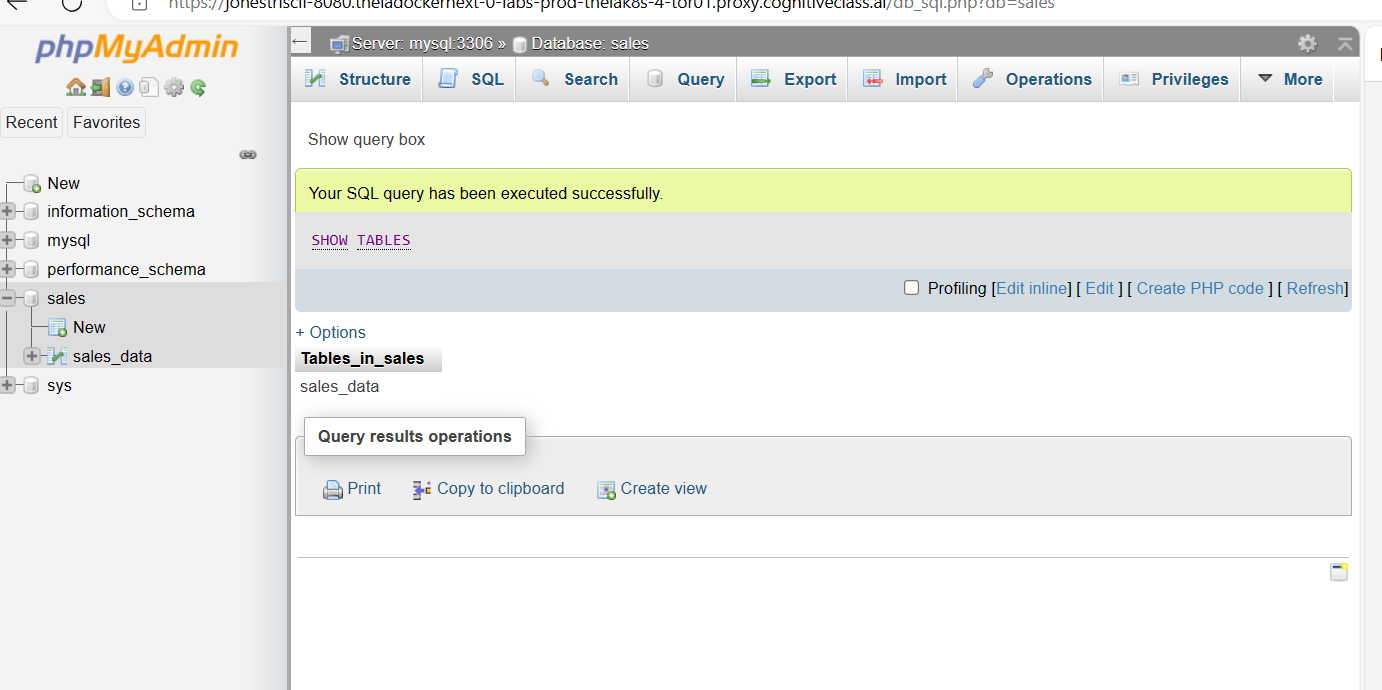 https://jonestriscil-8080.theiadockernext-0-labs-prod-theiak8s-4-tor01.proxy.cognitiveclass.ai/db_sql.php?db=sales
phpMyAdmin
Recent Favorites
New
information_schema
mysql
performance_schema
sales
New
sales_data
sys
Server: mysql:3306 » Database: sales
Structure SQL Search Query Export Import Operations Privileges More
Show query box
Your SQL query has been executed successfully.
SHOW TABLES
Profiling [Edit inline] [ Edit ] [ Create PHP code ] [ Refresh]
+ Options
Tables_in_sales
sales_data
Query results operations
Print Copy to clipboard Create view